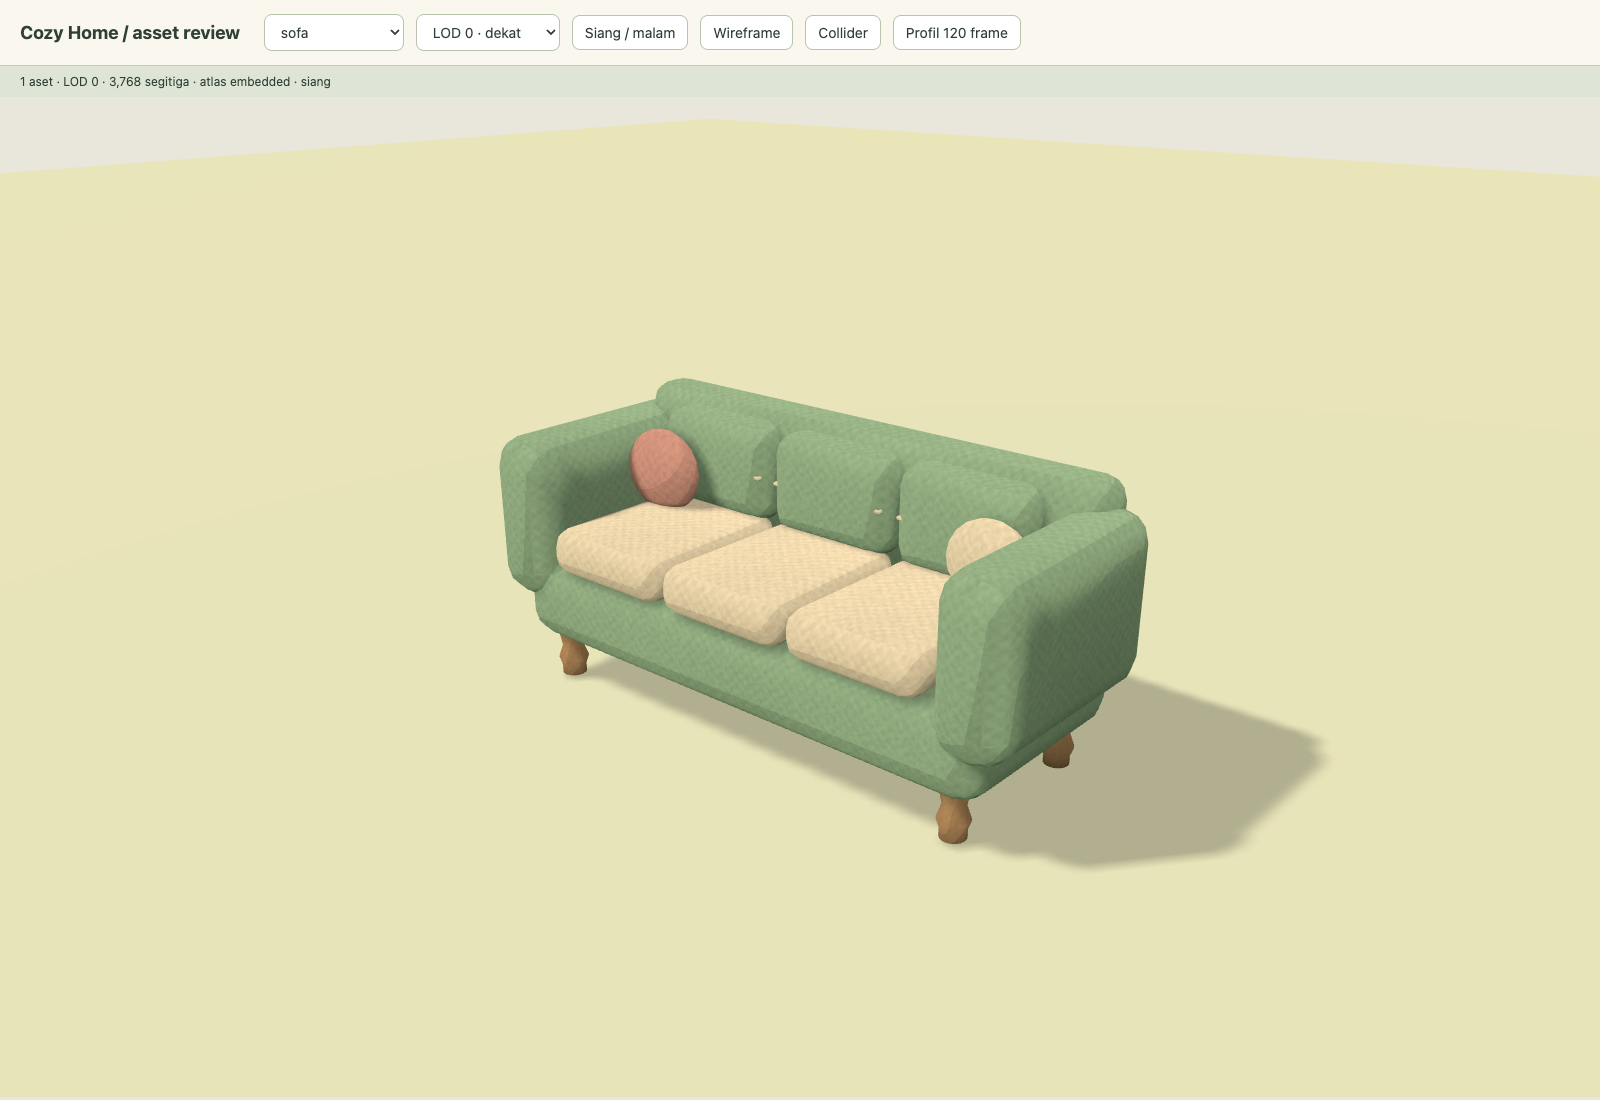 Cozy Home / asset review sofa LOD 0 · dekat Siang / malam Wireframe Collider Profil 120 frame
1 aset · LOD 0 · 3,768 segitiga · atlas embedded · siang